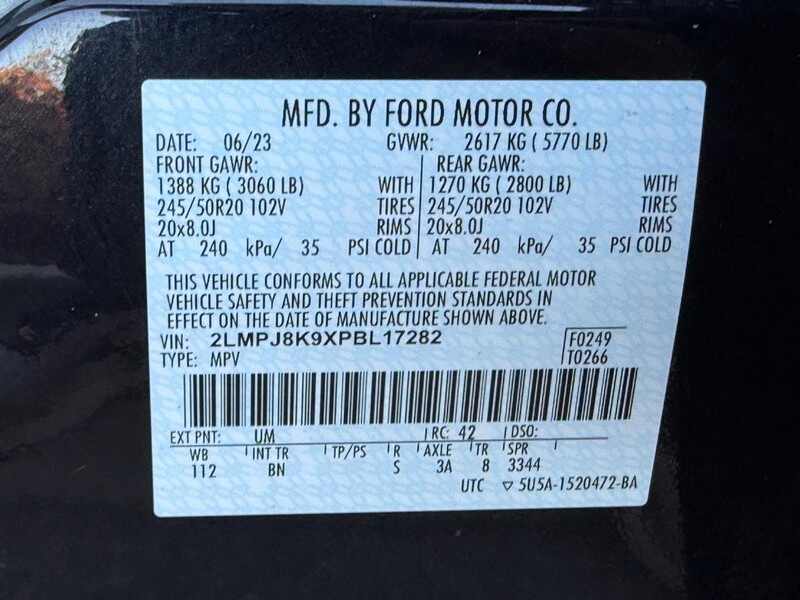 MFD. BY FORD MOTOR CO.
DATE: 06/23 GVWR: 2617 KG ( 5770 LB)
FRONT GAWR: REAR GAWR:
1388 KG ( 3060 LB) WITH 1270 KG ( 2800 LB) WITH
245/50R20 102V TIRES 245/50R20 102V TIRES
20x8.0J RIMS 20x8.0J RIMS
AT 240 kPa/ 35 PSI COLD AT 240 kPa/ 35 PSI COLD
THIS VEHICLE CONFORMS TO ALL APPLICABLE FEDERAL MOTOR
VEHICLE SAFETY AND THEFT PREVENTION STANDARDS IN
EFFECT ON THE DATE OF MANUFACTURE SHOWN ABOVE.
VIN: 2LMPJ8K9XPBL17282 F0249
TYPE: MPV T0266
EXT PNT: UM RC: 42 DSO:
WB INT TR TP/PS R AXLE TR SPR
112 BN S 3A 8 3344
UTC ▽ 5U5A-1520472-BA